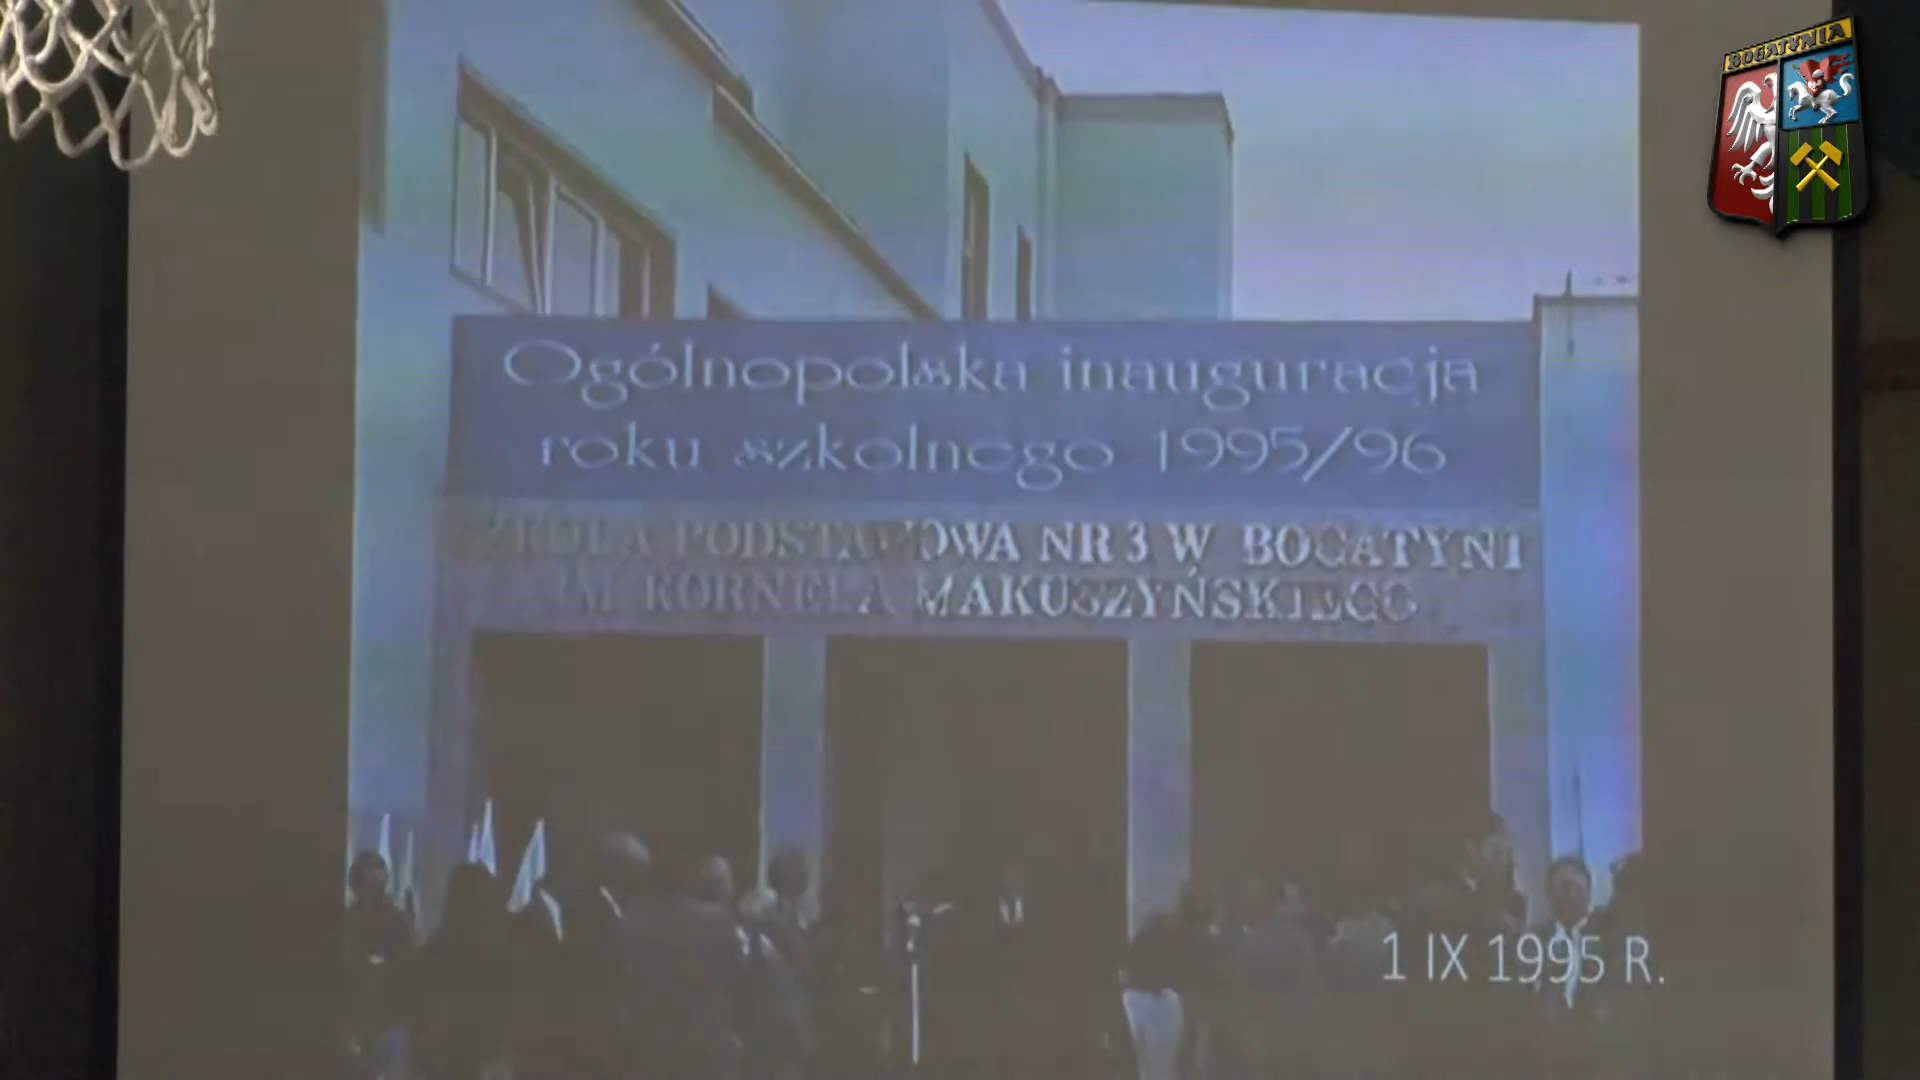 BOGATYNIA
Ogólnopolska inauguracja
roku szkolnego 1995/96
SZKOŁA PODSTAWOWA NR 3 W BOGATYNI
IM. KORNELA MAKUSZYŃSKIEGO
1 IX 1995 R.